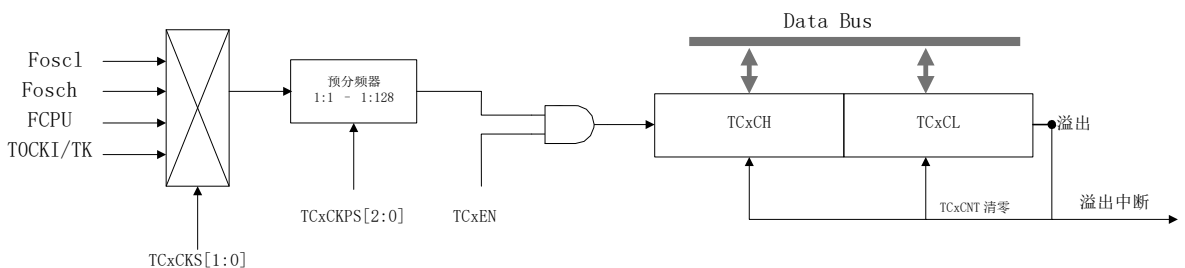 Data Bus
Foscl
Fosch
FCPU
TOCKI/TK
预分频器
1:1 - 1:128
TCxCH
TCxCL
溢出
TCxCKPS[2:0]
TCxEN
TCxCNT 清零
溢出中断
TCxCKS[1:0]